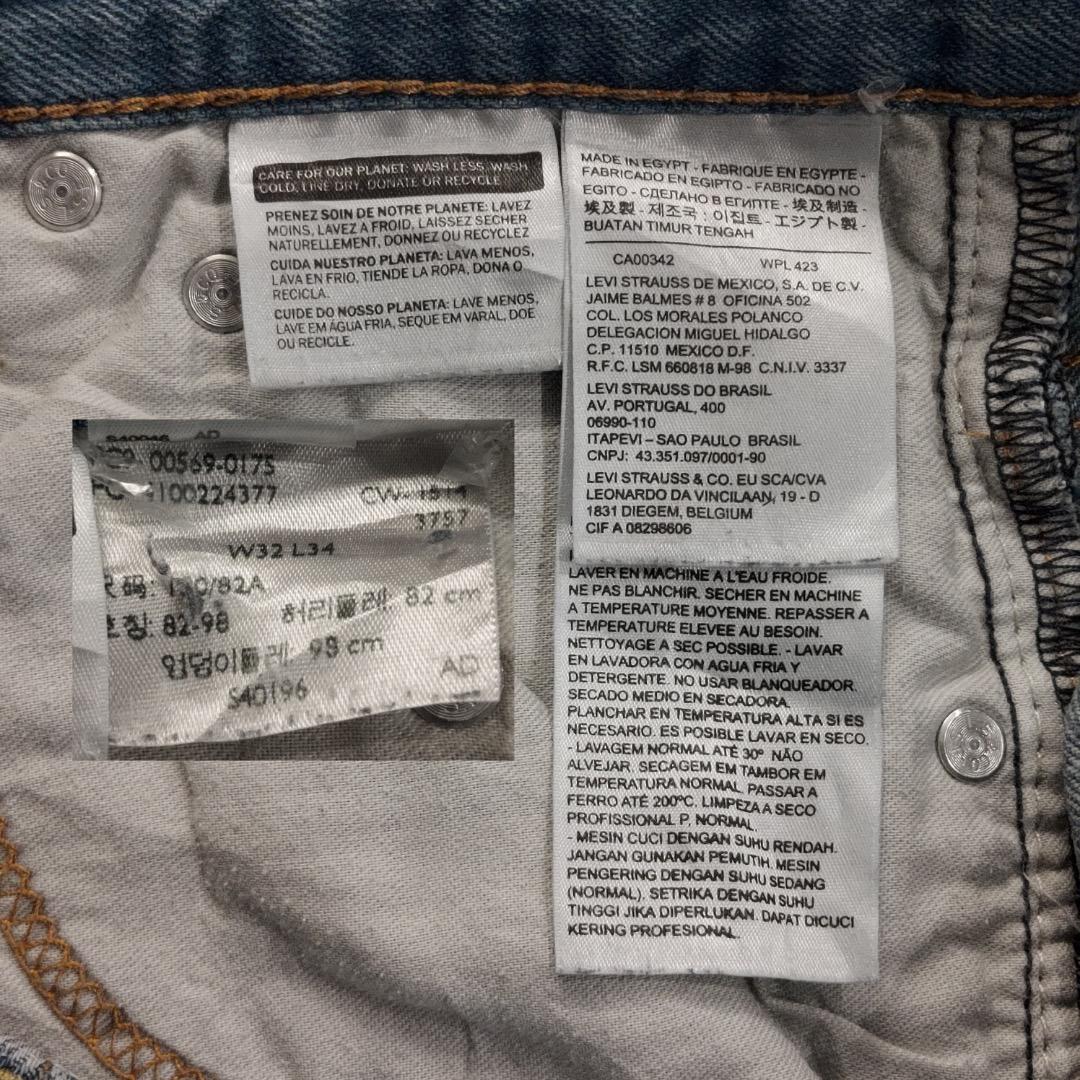 CARE FOR OUR PLANET: WASH LESS, WASH
COLD, LINE DRY, DONATE OR RECYCLE
PRENEZ SOIN DE NOTRE PLANETE: LAVEZ
MOINS, LAVEZ A FROID, LAISSEZ SECHER
NATURELLEMENT, DONNEZ OU RECYCLEZ
CUIDA NUESTRO PLANETA: LAVA MENOS,
LAVA EN FRIO, TIENDE LA ROPA, DONA O
RECICLA.
CUIDE DO NOSSO PLANETA: LAVE MENOS,
LAVE EM ÁGUA FRIA, SEQUE EM VARAL, DOE
OU RECICLE.
MADE IN EGYPT - FABRIQUE EN EGYPTE -
FABRICADO EN EGIPTO - FABRICADO NO
EGITO - СДЕЛАНО В ЕГИПТЕ - 埃及制造 -
埃及製 - 제조국 : 이집트 - エジプト製 -
BUATAN TIMUR TENGAH
CA00342 WPL 423
LEVI STRAUSS DE MEXICO, S.A. DE C.V.
JAIME BALMES # 8 OFICINA 502
COL. LOS MORALES POLANCO
DELEGACION MIGUEL HIDALGO
C.P. 11510 MEXICO D.F.
R.F.C. LSM 660818 M-98 C.N.I.V. 3337
LEVI STRAUSS DO BRASIL
AV. PORTUGAL, 400
06990-110
ITAPEVI – SAO PAULO BRASIL
CNPJ: 43.351.097/0001-90
LEVI STRAUSS & CO. EU SCA/CVA
LEONARDO DA VINCILAAN, 19 - D
1831 DIEGEM, BELGIUM
CIF A 08298606
LAVER EN MACHINE A L'EAU FROIDE.
NE PAS BLANCHIR. SECHER EN MACHINE
A TEMPERATURE MOYENNE. REPASSER A
TEMPERATURE ELEVEE AU BESOIN.
NETTOYAGE A SEC POSSIBLE. - LAVAR
EN LAVADORA CON AGUA FRIA Y
DETERGENTE. NO USAR BLANQUEADOR.
SECADO MEDIO EN SECADORA.
PLANCHAR EN TEMPERATURA ALTA SI ES
NECESARIO. ES POSIBLE LAVAR EN SECO.
- LAVAGEM NORMAL ATÉ 30° NÃO
ALVEJAR. SECAGEM EM TAMBOR EM
TEMPERATURA NORMAL. PASSAR A
FERRO ATÉ 200ºC. LIMPEZA A SECO
PROFISSIONAL P, NORMAL.
- MESIN CUCI DENGAN SUHU RENDAH.
JANGAN GUNAKAN PEMUTIH. MESIN
PENGERING DENGAN SUHU SEDANG
(NORMAL). SETRIKA DENGAN SUHU
TINGGI JIKA DIPERLUKAN. DAPAT DICUCI
KERING PROFESIONAL.
00569-0175
4100224377
3757
W32 L34
82-98 허리둘레: 82 cm
엉덩이둘레: 98 cm
AD
S40196